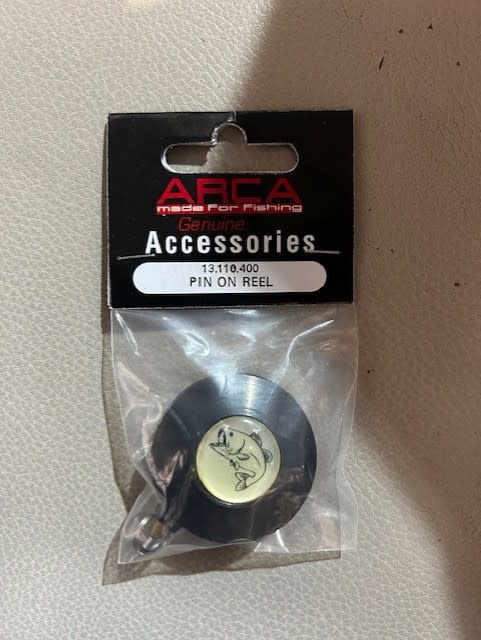 ARCA
made For Fishing
Genuine
Accessories
13.110.400
PIN ON REEL